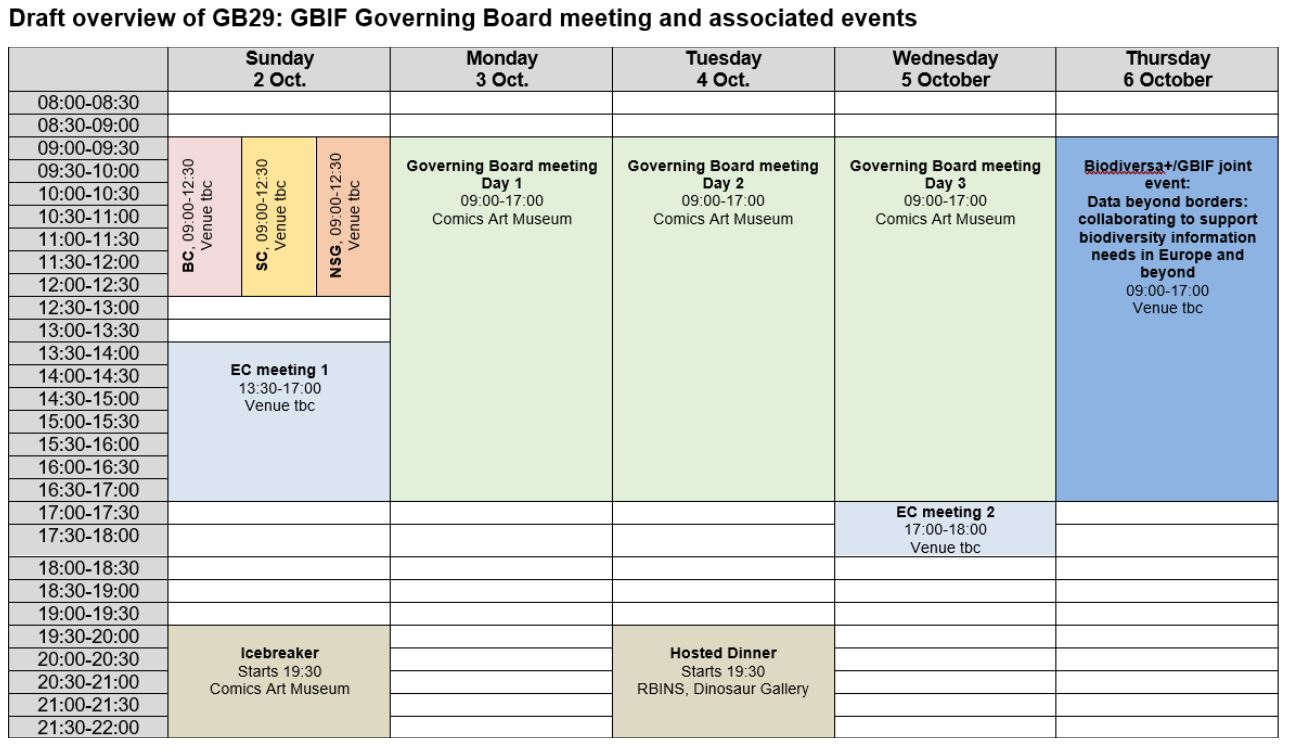 Draft overview of GB29: GBIF Governing Board meeting and associated events
Sunday
2 Oct.
Monday
3 Oct.
Tuesday
4 Oct.
Wednesday
5 October
Thursday
6 October
08:00-08:30
08:30-09:00
09:00-09:30
09:30-10:00
10:00-10:30
10:30-11:00
11:00-11:30
11:30-12:00
12:00-12:30
12:30-13:00
13:00-13:30
13:30-14:00
14:00-14:30
14:30-15:00
15:00-15:30
15:30-16:00
16:00-16:30
16:30-17:00
17:00-17:30
17:30-18:00
18:00-18:30
18:30-19:00
19:00-19:30
19:30-20:00
20:00-20:30
20:30-21:00
21:00-21:30
21:30-22:00
BC, 09:00-12:30
Venue tbc
SC, 09:00-12:30
Venue tbc
NSG, 09:00-12:30
Venue tbc
EC meeting 1
13:30-17:00
Venue tbc
Icebreaker
Starts 19:30
Comics Art Museum
Governing Board meeting
Day 1
09:00-17:00
Comics Art Museum
Governing Board meeting
Day 2
09:00-17:00
Comics Art Museum
Hosted Dinner
Starts 19:30
RBINS, Dinosaur Gallery
Governing Board meeting
Day 3
09:00-17:00
Comics Art Museum
EC meeting 2
17:00-18:00
Venue tbc
Biodiversa+/GBIF joint
event:
Data beyond borders:
collaborating to support
biodiversity information
needs in Europe and
beyond
09:00-17:00
Venue tbc